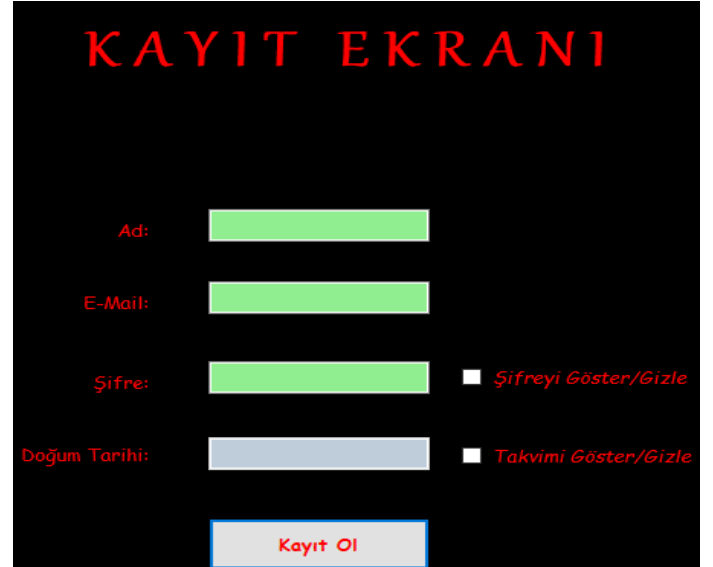 KAYIT EKRANI
Ad:
E-Mail:
Şifre:
Şifreyi Göster/Gizle
Doğum Tarihi:
Takvimi Göster/Gizle
Kayıt Ol